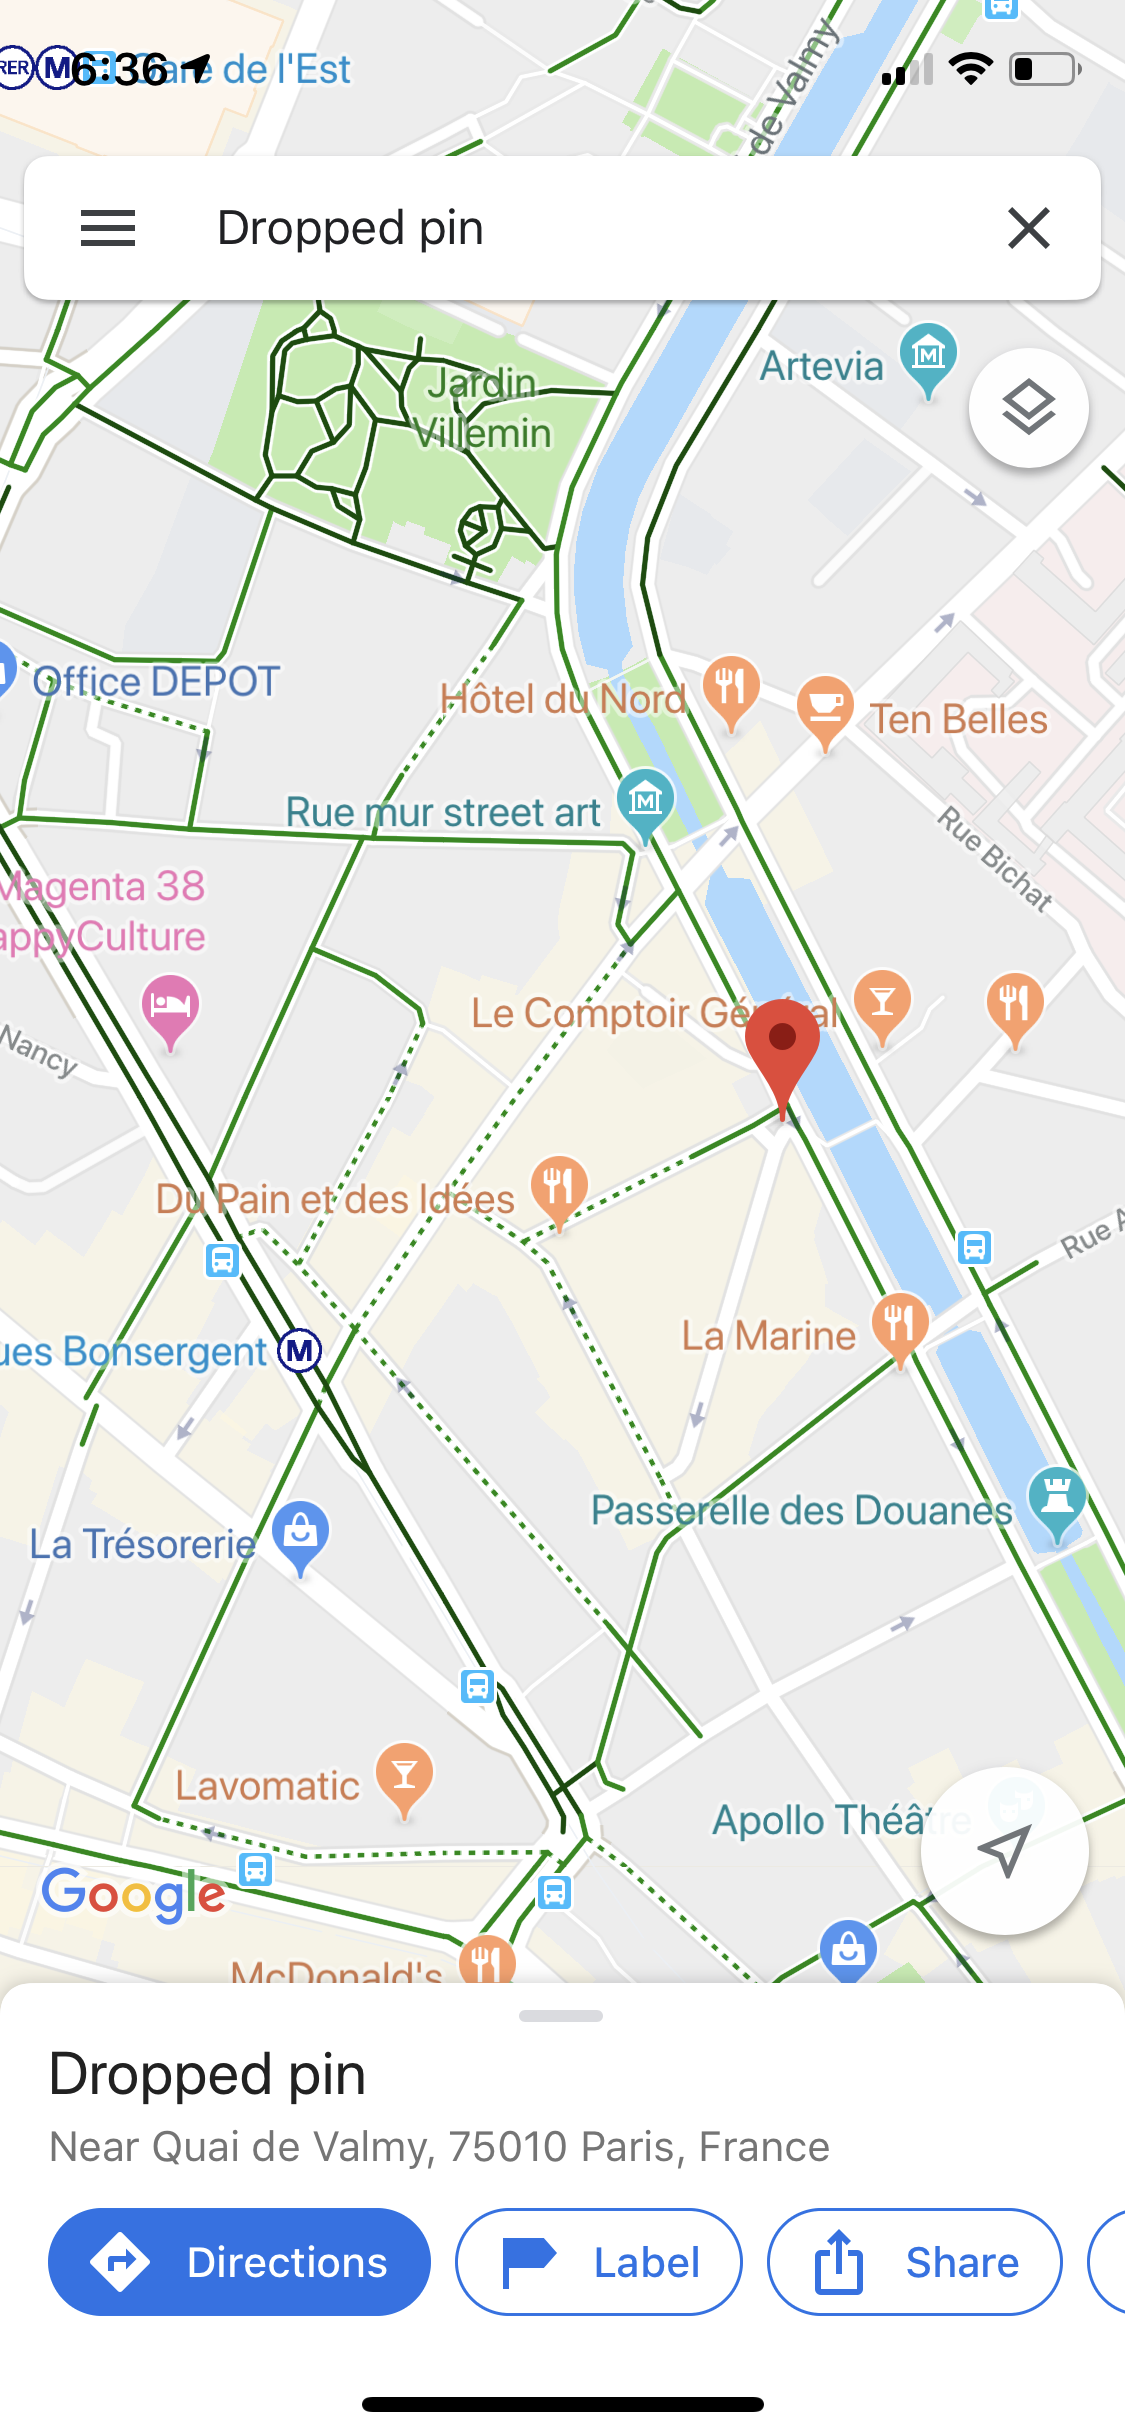 RER M 6:36 Gare de l'Est
de Valmy
Dropped pin
Artevia
Jardin
Villemin
Office DEPOT
Hôtel du Nord
Ten Belles
Rue mur street art
Rue Bichat
Magenta 38
appyCulture
Le Comptoir Général
Nancy
Du Pain et des Idées
Rue A
ues Bonsergent M
La Marine
Passerelle des Douanes
La Trésorerie
Lavomatic
Apollo Théâtre
Google
McDonald's
Dropped pin
Near Quai de Valmy, 75010 Paris, France
Directions
Label
Share